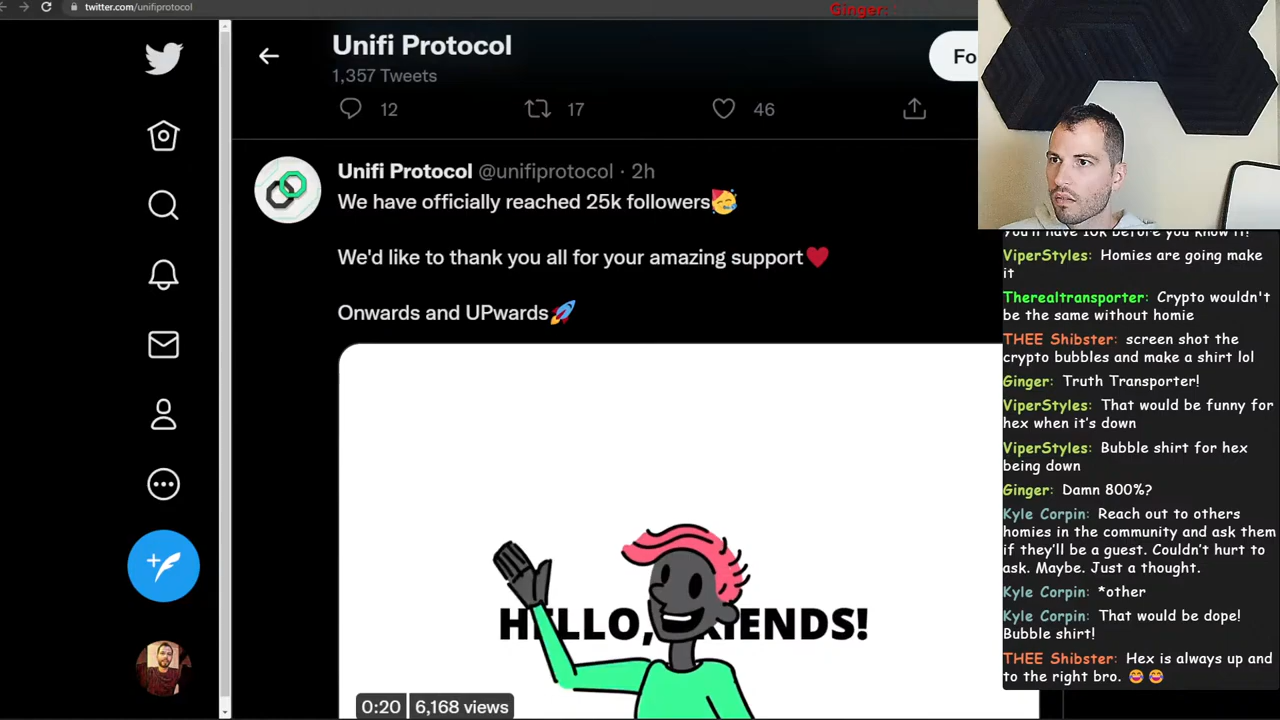 twitter.com/unifiprotocol
Ginger:
Unifi Protocol
1,357 Tweets
Fo
12 17 46
Unifi Protocol @unifiprotocol · 2h
We have officially reached 25k followers🥳
We'd like to thank you all for your amazing support♥
Onwards and UPwards🚀
HELLO, FRIENDS!
0:20 6,168 views
You'll have 10k before you know it!
ViperStyles: Homies are going make
it
Therealtransporter: Crypto wouldn't
be the same without homie
THEE Shibster: screen shot the
crypto bubbles and make a shirt lol
Ginger: Truth Transporter!
ViperStyles: That would be funny for
hex when it's down
ViperStyles: Bubble shirt for hex
being down
Ginger: Damn 800%?
Kyle Corpin: Reach out to others
homies in the community and ask them
if they'll be a guest. Couldn't hurt to
ask. Maybe. Just a thought.
Kyle Corpin: *other
Kyle Corpin: That would be dope!
Bubble shirt!
THEE Shibster: Hex is always up and
to the right bro. 😂 😂